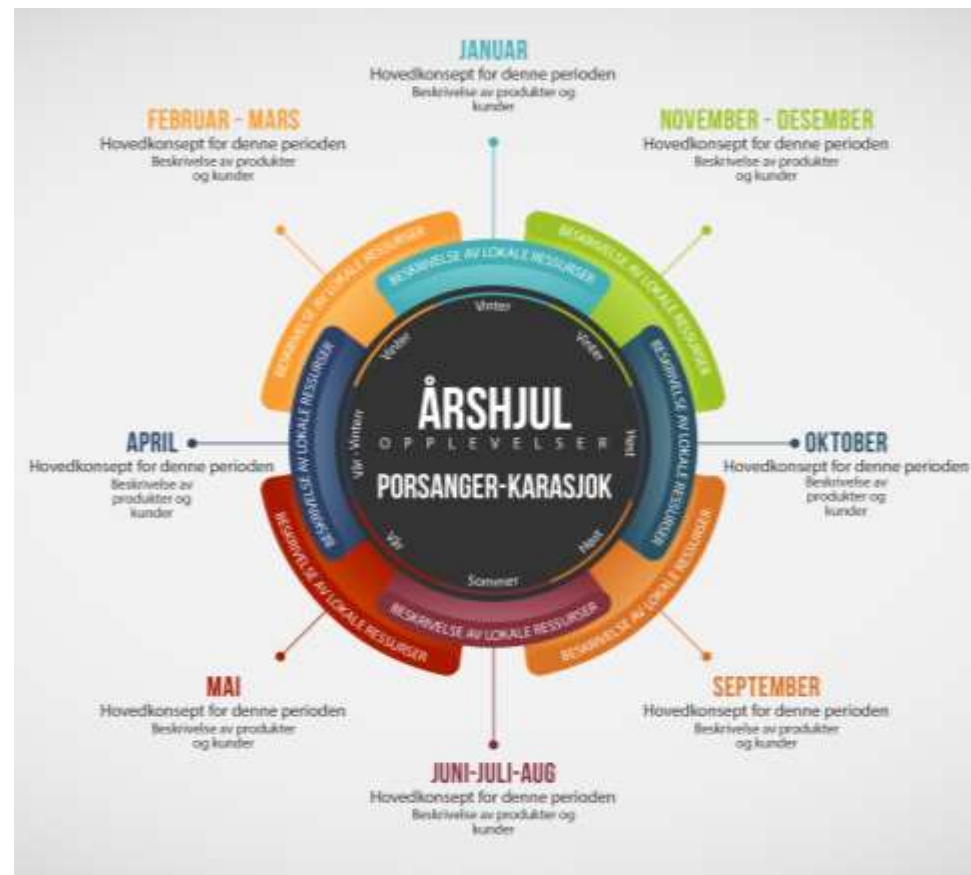 JANUAR
Hovedkonsept for denne perioden
Beskrivelse av produkter og
kunder
FEBRUAR - MARS
Hovedkonsept for denne perioden
Beskrivelse av produkter
og kunder
NOVEMBER - DESEMBER
Hovedkonsept for denne perioden
Beskrivelse av produkter
og kunder
BESKRIVELSE AV LOKALE RESSURSER
BESKRIVELSE AV LOKALE RESSURSER
BESKRIVELSE AV LOKALE RESSURSER
Vinter
Vinter
Vinter
BESKRIVELSE AV LOKALE RESSURSER
BESKRIVELSE AV LOKALE RESSURSER
ÅRSHJUL
OPPLEVELSER
PORSANGER-KARASJOK
Vår - Vinter
Høst
APRIL
Hovedkonsept for denne perioden
Beskrivelse av
produkter og
kunder
OKTOBER
Hovedkonsept for denne perioden
Beskrivelse av
produkter og
kunder
Vår
Sommer
Høst
BESKRIVELSE AV LOKALE RESSURSER
BESKRIVELSE AV LOKALE RESSURSER
BESKRIVELSE AV LOKALE RESSURSER
MAI
Hovedkonsept for denne perioden
Beskrivelse av produkter
og kunder
SEPTEMBER
Hovedkonsept for denne perioden
Beskrivelse av produkter
og kunder
JUNI-JULI-AUG
Hovedkonsept for denne perioden
Beskrivelse av produkter og
kunder